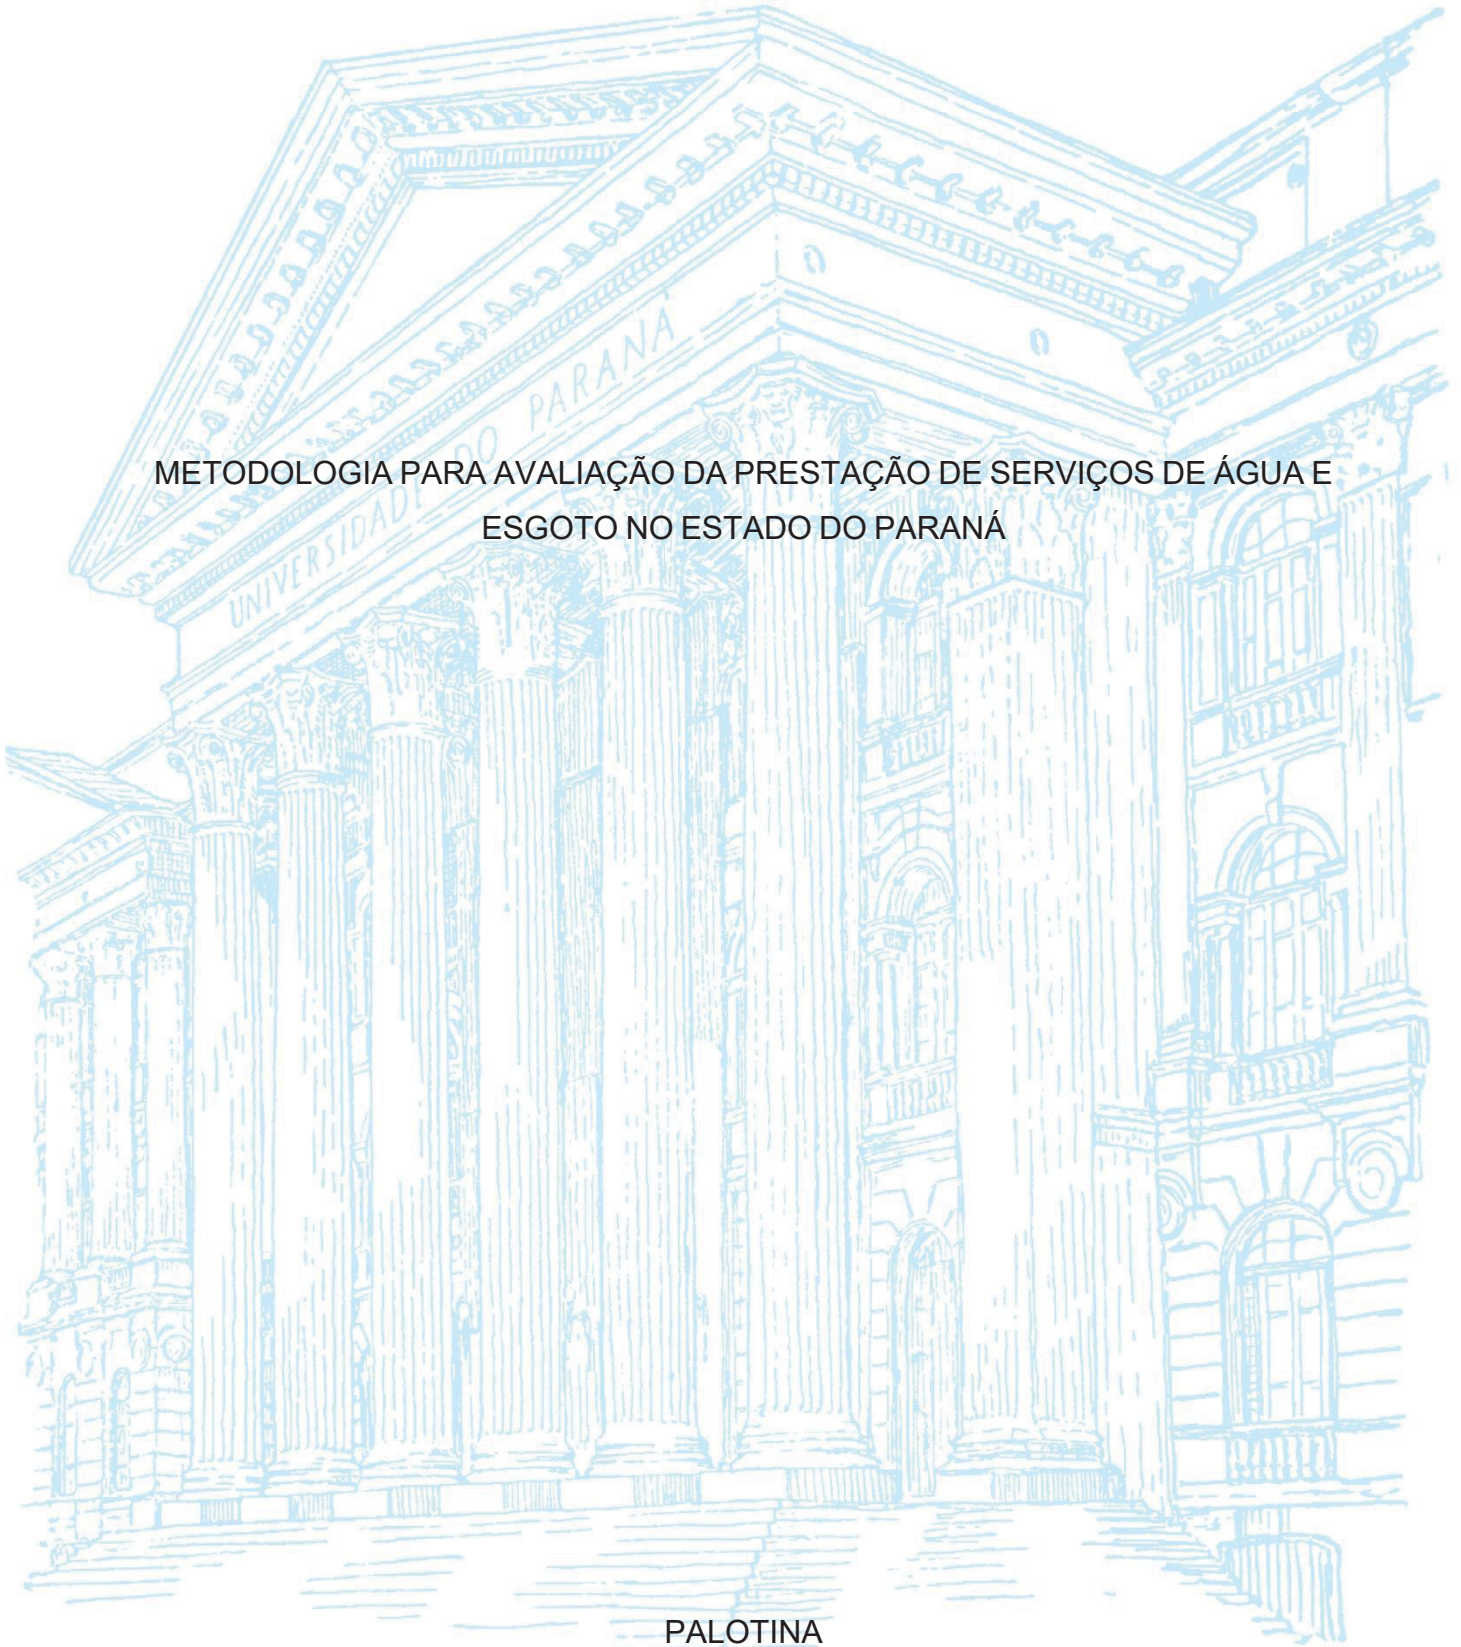 UNIVERSIDADE DO PARANÁ
METODOLOGIA PARA AVALIAÇÃO DA PRESTAÇÃO DE SERVIÇOS DE ÁGUA E
ESGOTO NO ESTADO DO PARANÁ
PALOTINA